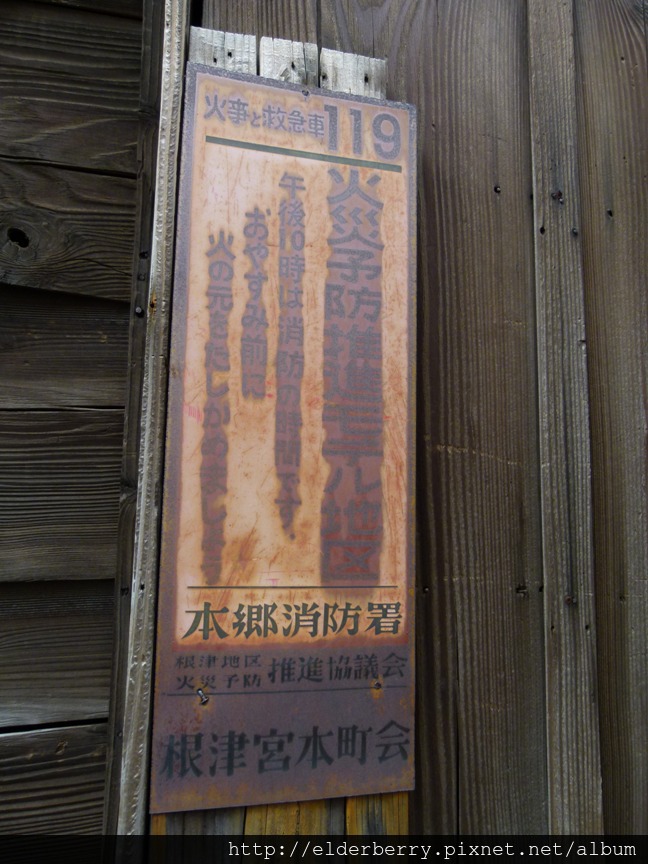 火事と救急車119
火災予防推進モデル地区
午後10時は消防の時間です。
おやすみ前に
火の元をたしかめましょう
本郷消防署
根津地区
火災予防
推進協議会
根津宮本町会
http://elderberry.pixnet.net/album